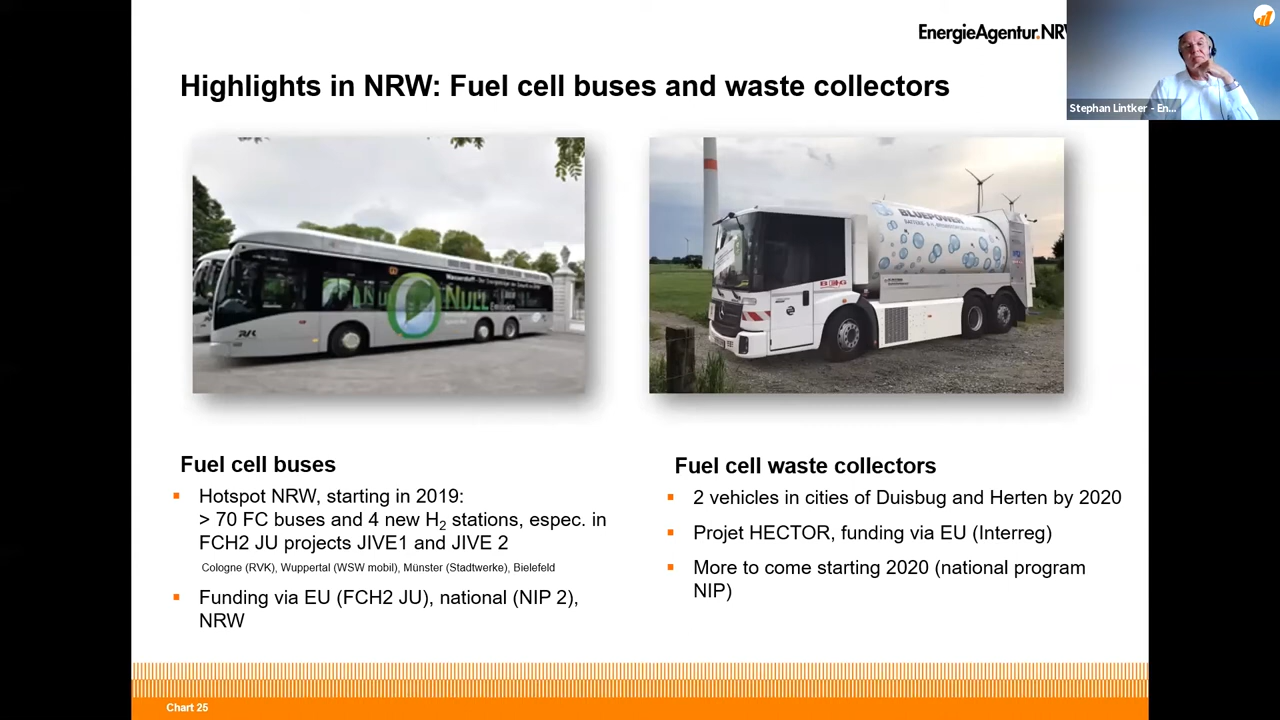 EnergieAgentur.NRW
Stephan Lintker - En...
Highlights in NRW: Fuel cell buses and waste collectors
NULL
RVK
BLUEPOWER
Fuel cell buses
Hotspot NRW, starting in 2019:
> 70 FC buses and 4 new H₂ stations, espec. in
FCH2 JU projects JIVE1 and JIVE 2
Cologne (RVK), Wuppertal (WSW mobil), Münster (Stadtwerke), Bielefeld
Funding via EU (FCH2 JU), national (NIP 2),
NRW
Fuel cell waste collectors
2 vehicles in cities of Duisbug and Herten by 2020
Projet HECTOR, funding via EU (Interreg)
More to come starting 2020 (national program
NIP)
Chart 25